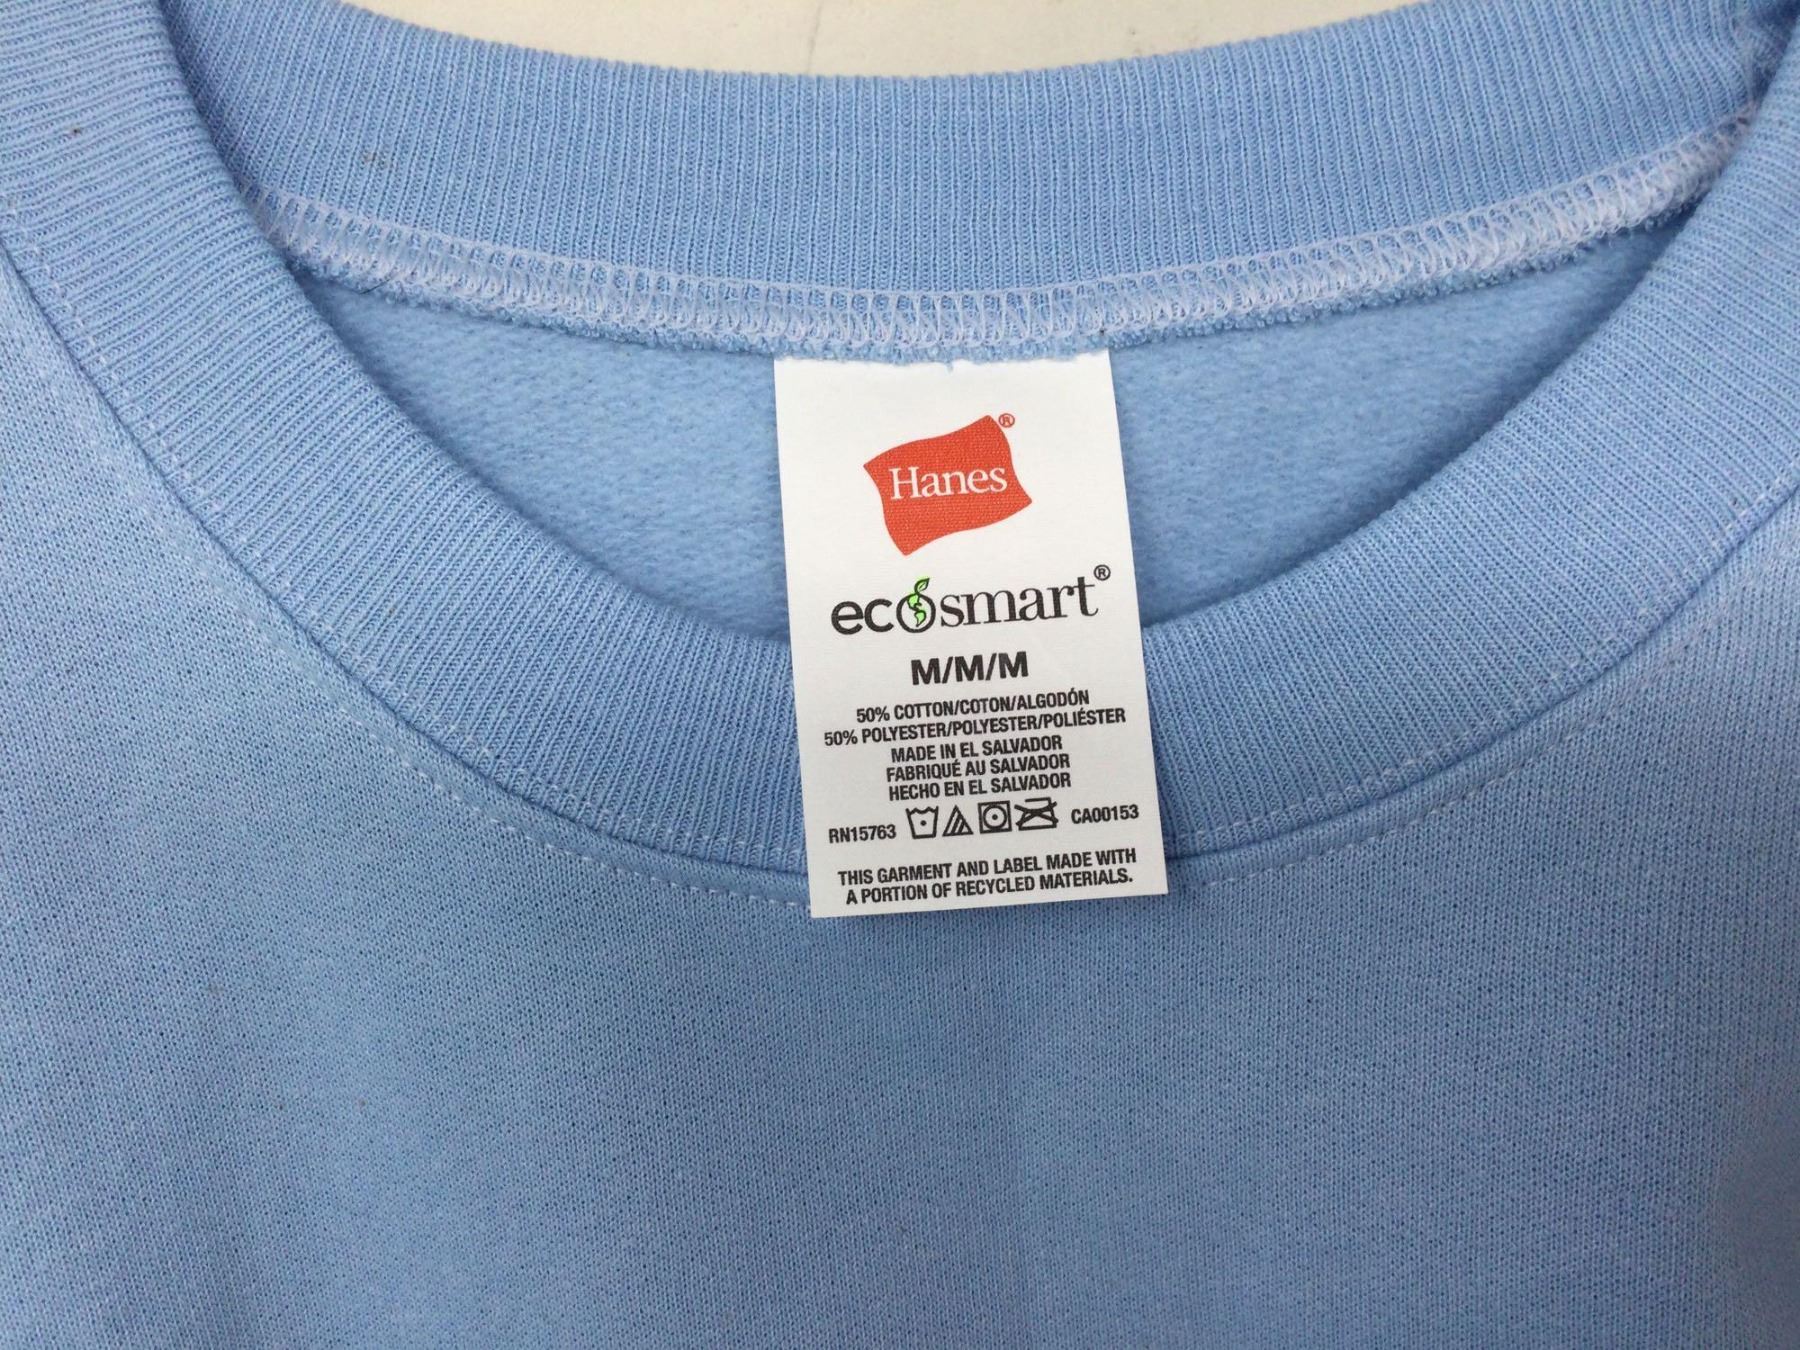 Hanes®
ecosmart®
M/M/M
50% COTTON/COTON/ALGODÓN
50% POLYESTER/POLYESTER/POLIÉSTER
MADE IN EL SALVADOR
FABRIQUÉ AU SALVADOR
HECHO EN EL SALVADOR
RN15763 CA00153
THIS GARMENT AND LABEL MADE WITH
A PORTION OF RECYCLED MATERIALS.